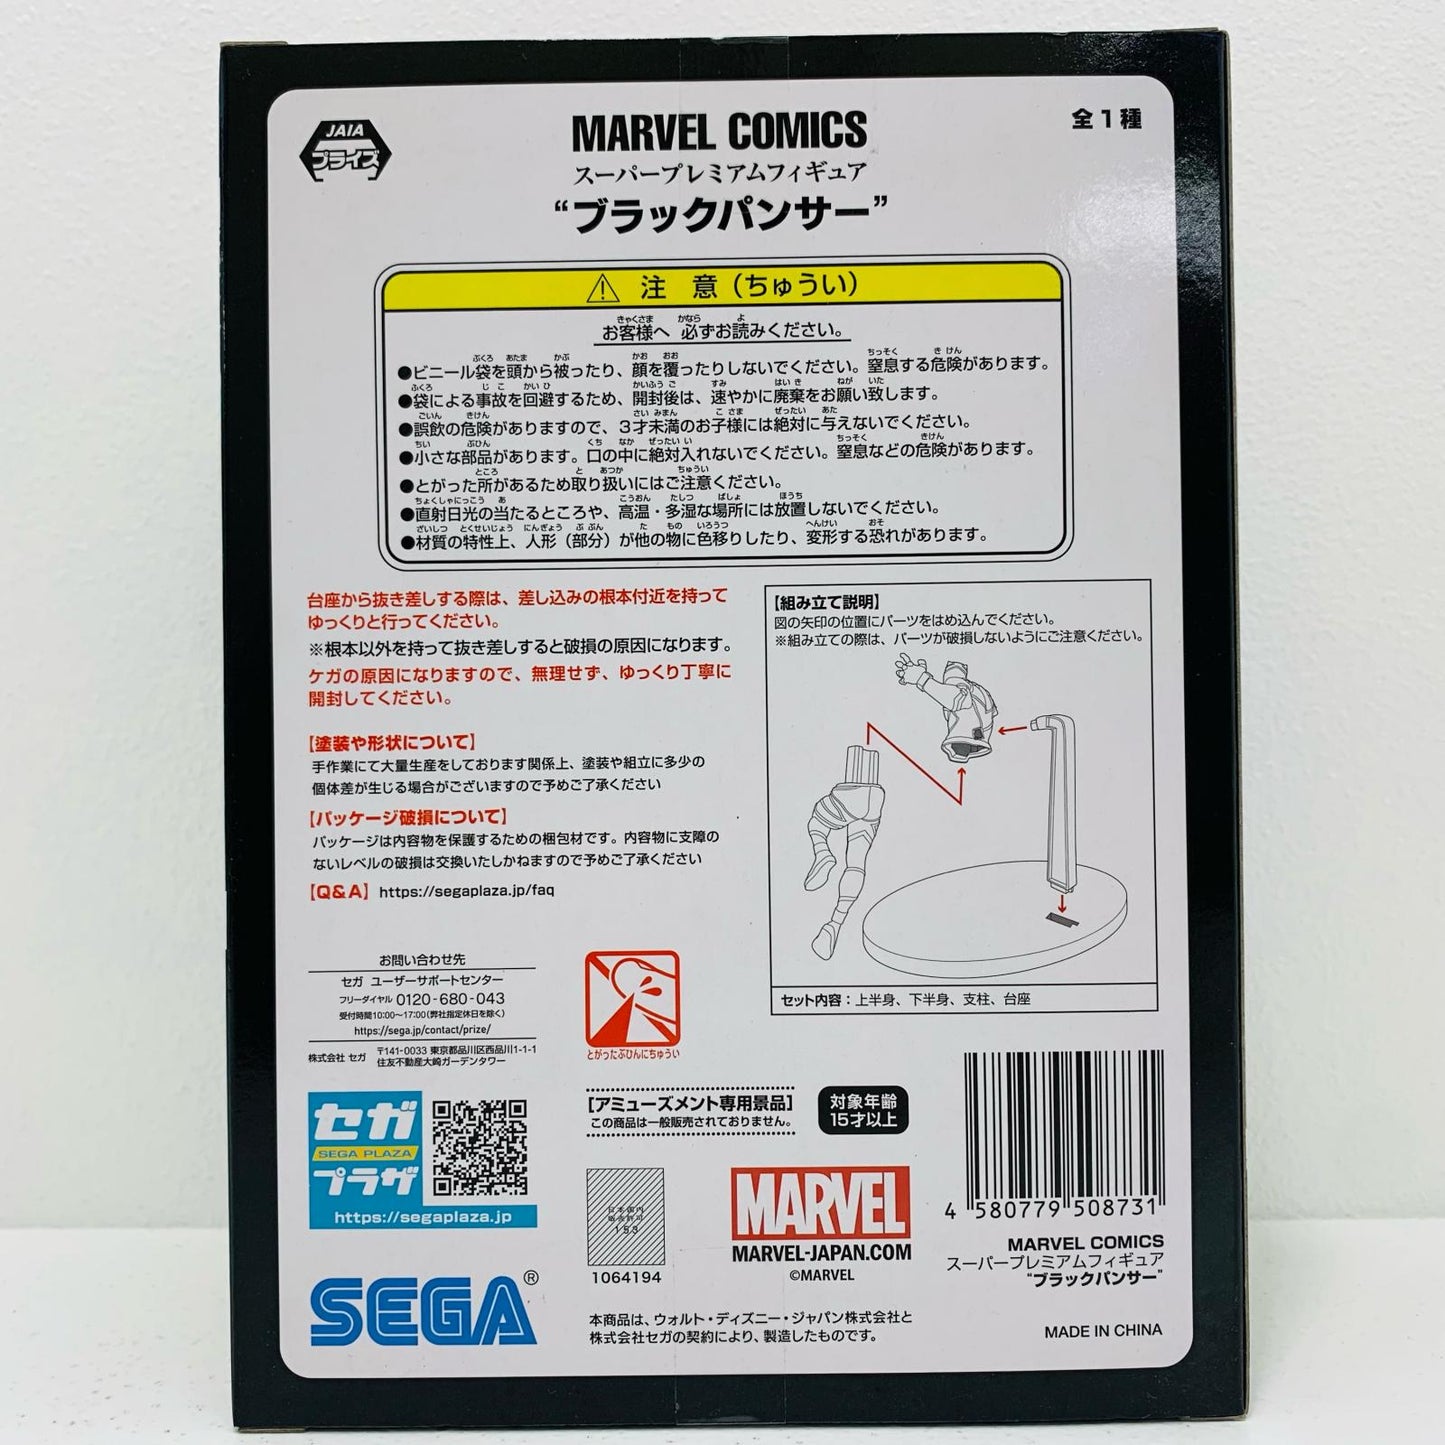 JAIA
プライズ
MARVEL COMICS
全1種
スーパープレミアムフィギュア
“ブラックパンサー”
⚠ 注 意（ちゅうい）
お客様へ 必ずお読みください。
●ビニール袋を頭から被ったり、顔を覆ったりしないでください。窒息する危険があります。
●袋による事故を回避するため、開封後は、速やかに廃棄をお願い致します。
●誤飲の危険がありますので、3才未満のお子様には絶対に与えないでください。
●小さな部品があります。口の中に絶対入れないでください。窒息などの危険があります。
●とがった所があるため取り扱いにはご注意ください。
●直射日光の当たるところや、高温・多湿な場所には放置しないでください。
●材質の特性上、人形（部分）が他の物に色移りしたり、変形する恐れがあります。
台座から抜き差しする際は、差し込みの根本付近を持って
ゆっくりと行ってください。
※根本以外を持って抜き差しすると破損の原因になります。
ケガの原因になりますので、無理せず、ゆっくり丁寧に
開封してください。
【塗装や形状について】
手作業にて大量生産をしております関係上、塗装や組立に多少の
個体差が生じる場合がございますので予めご了承ください
【パッケージ破損について】
パッケージは内容物を保護するための梱包材です。内容物に支障の
ないレベルの破損は交換いたしかねますので予めご了承ください
【Q&A】 https://segaplaza.jp/faq
【組み立て説明】
図の矢印の位置にパーツをはめ込んでください。
※組み立ての際は、パーツが破損しないようにご注意ください。
セット内容：上半身、下半身、支柱、台座
お問い合わせ先
セガ ユーザーサポートセンター
フリーダイヤル 0120-680-043
受付時間10:00〜17:00(弊社指定休日を除く)
https://sega.jp/contact/prize/
株式会社 セガ 〒141-0033 東京都品川区西品川1-1-1
住友不動産大崎ガーデンタワー
とがったぶひんにちゅうい
セガ
SEGA PLAZA
プラザ
https://segaplaza.jp
SEGA®
［アミューズメント専用景品］
この商品は一般販売されておりません。
対象年齢
15才以上
日本国内
販売許可
153
1064194
MARVEL
MARVEL-JAPAN.COM
©MARVEL
本商品は、ウォルト・ディズニー・ジャパン株式会社と
株式会社セガの契約により、製造したものです。
4 580779 508731
MARVEL COMICS
スーパープレミアムフィギュア
“ブラックパンサー”
MADE IN CHINA